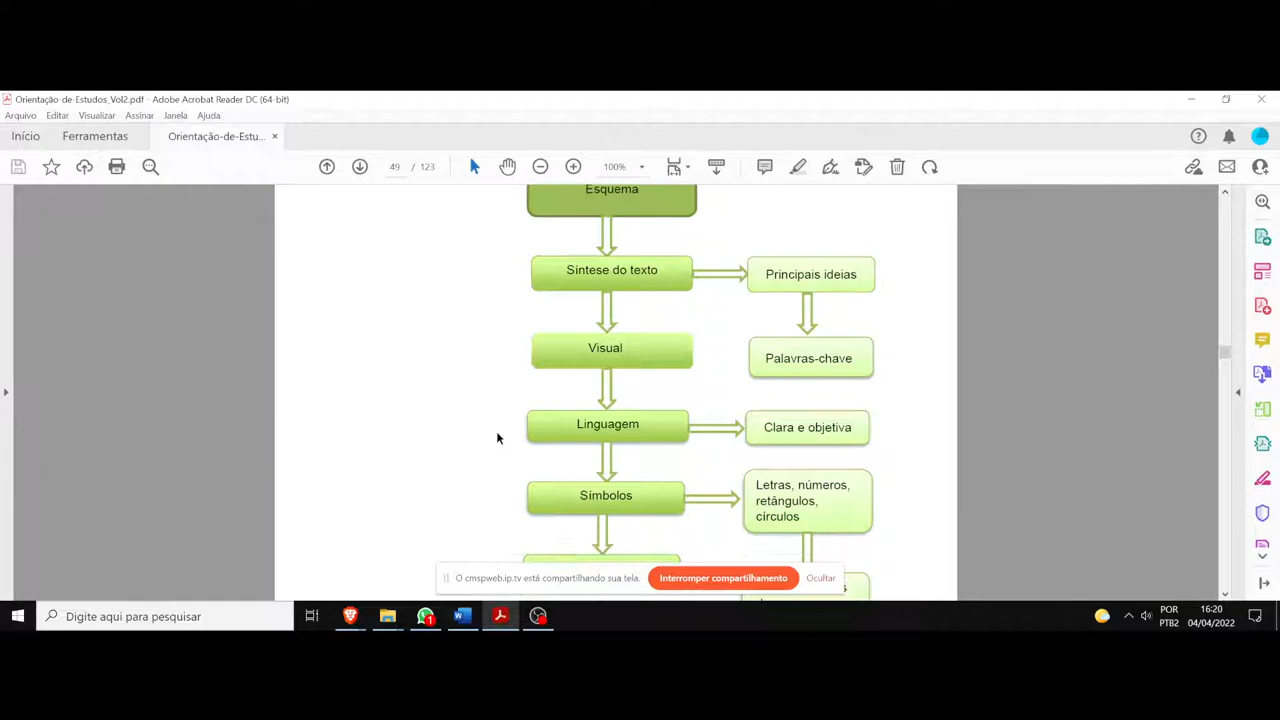 Orientação-de-Estudos_Vol2.pdf - Adobe Acrobat Reader DC (64-bit)
Arquivo Editar Visualizar Assinar Janela Ajuda
Início Ferramentas Orientação-de-Estu... ×
49 / 123 100%
Esquema
Síntese do texto Principais ideias
Visual Palavras-chave
Linguagem Clara e objetiva
Símbolos
Letras, números,
retângulos,
círculos
O cmspweb.ip.tv está compartilhando sua tela. Interromper compartilhamento Ocultar
Digite aqui para pesquisar
1
POR 16:20
PTB2 04/04/2022